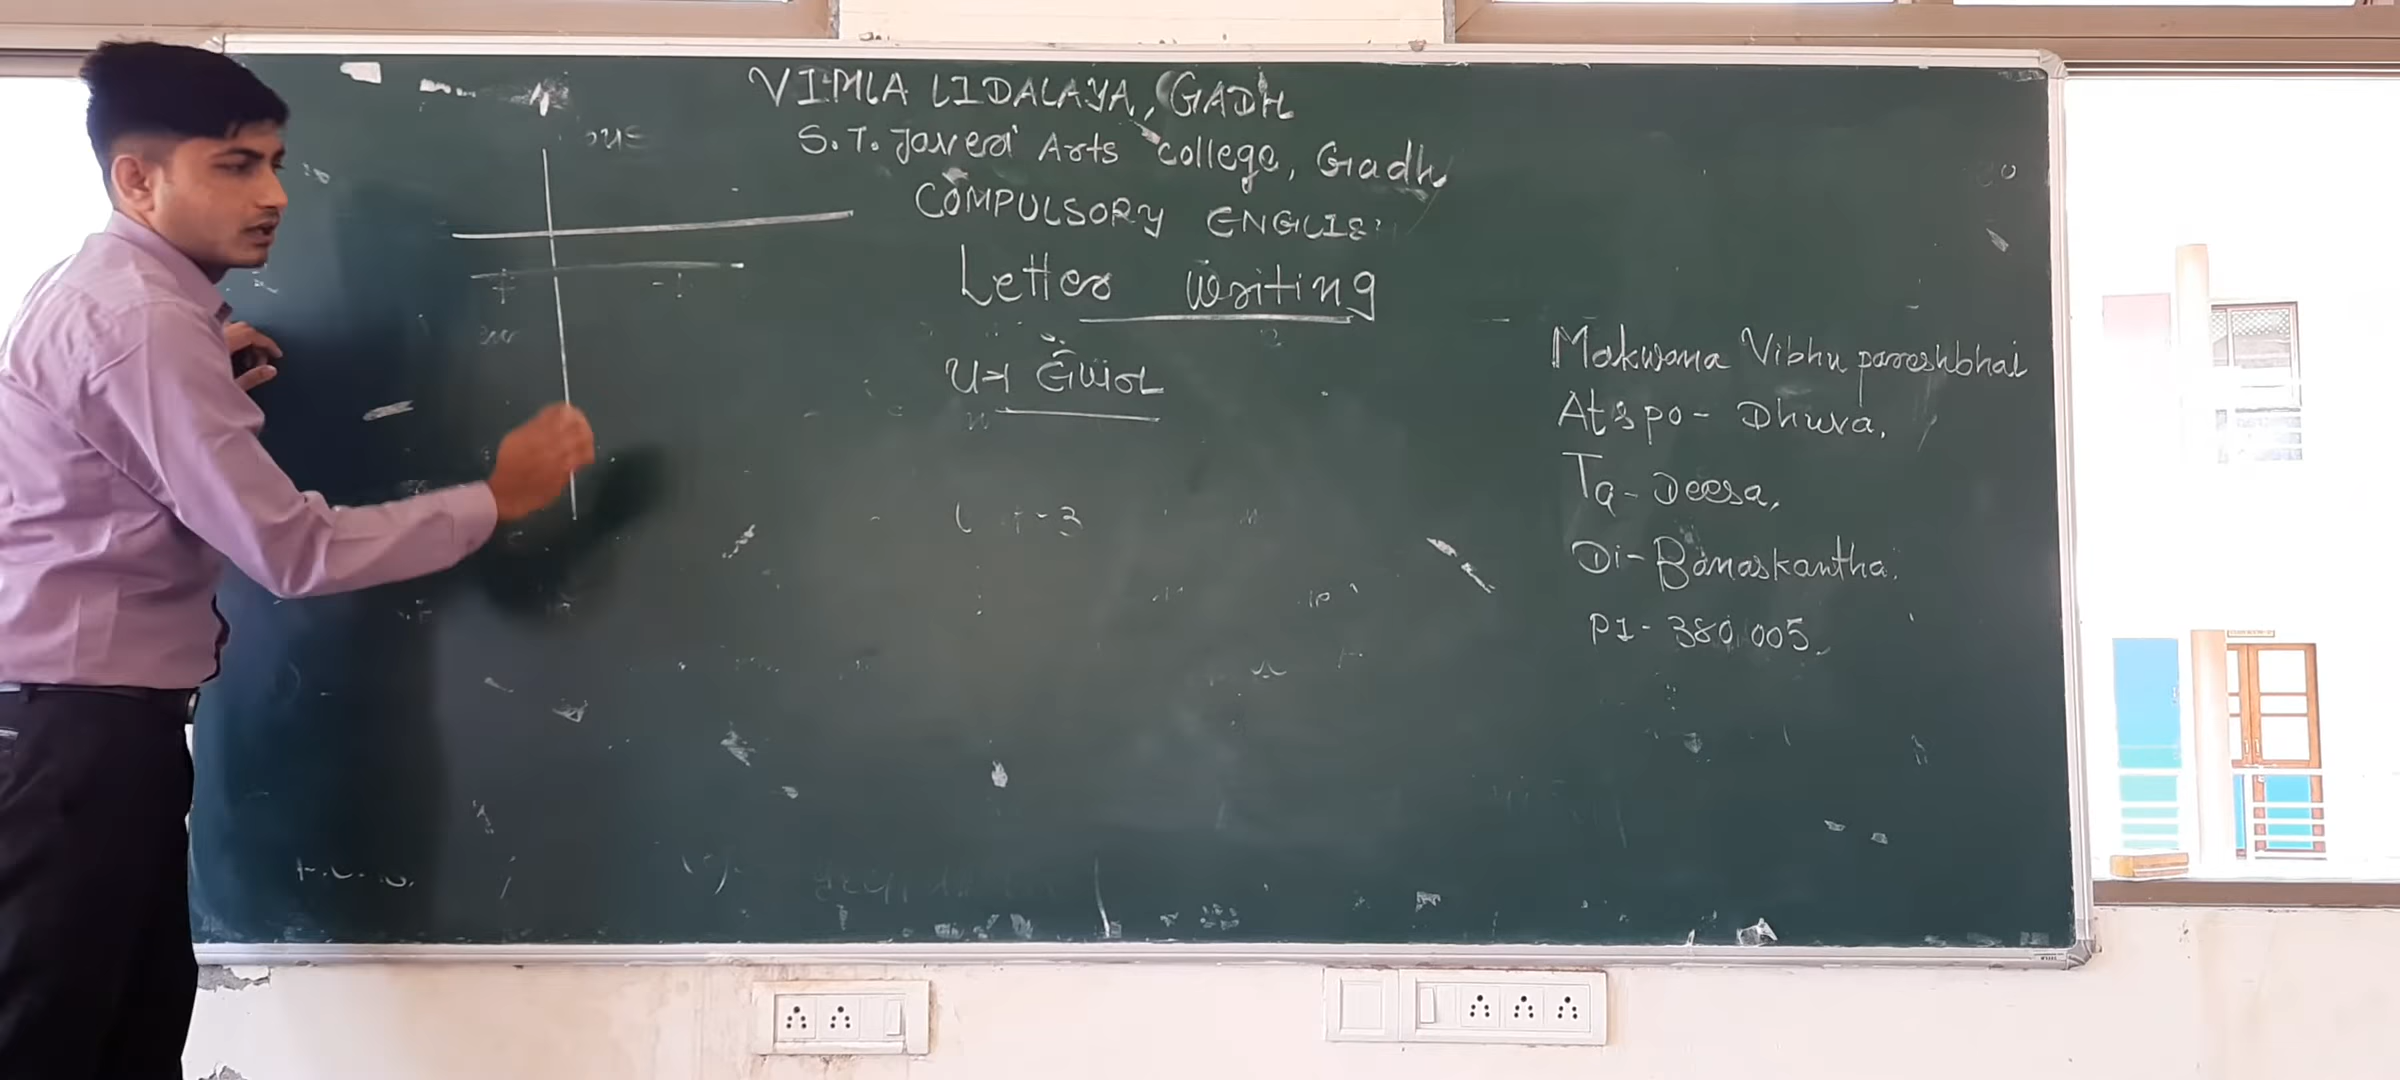 VIMLA LIDALAYA, GADH
S.T. Javeri Arts College, Gadh
COMPULSORY ENGLIS
Letter Writing
પત્ર લેખન
Makwana Vibhu pareshbhai
At&po- Dhuva.
Ta- Deesa,
Di- Banaskantha.
PI- 380,005.